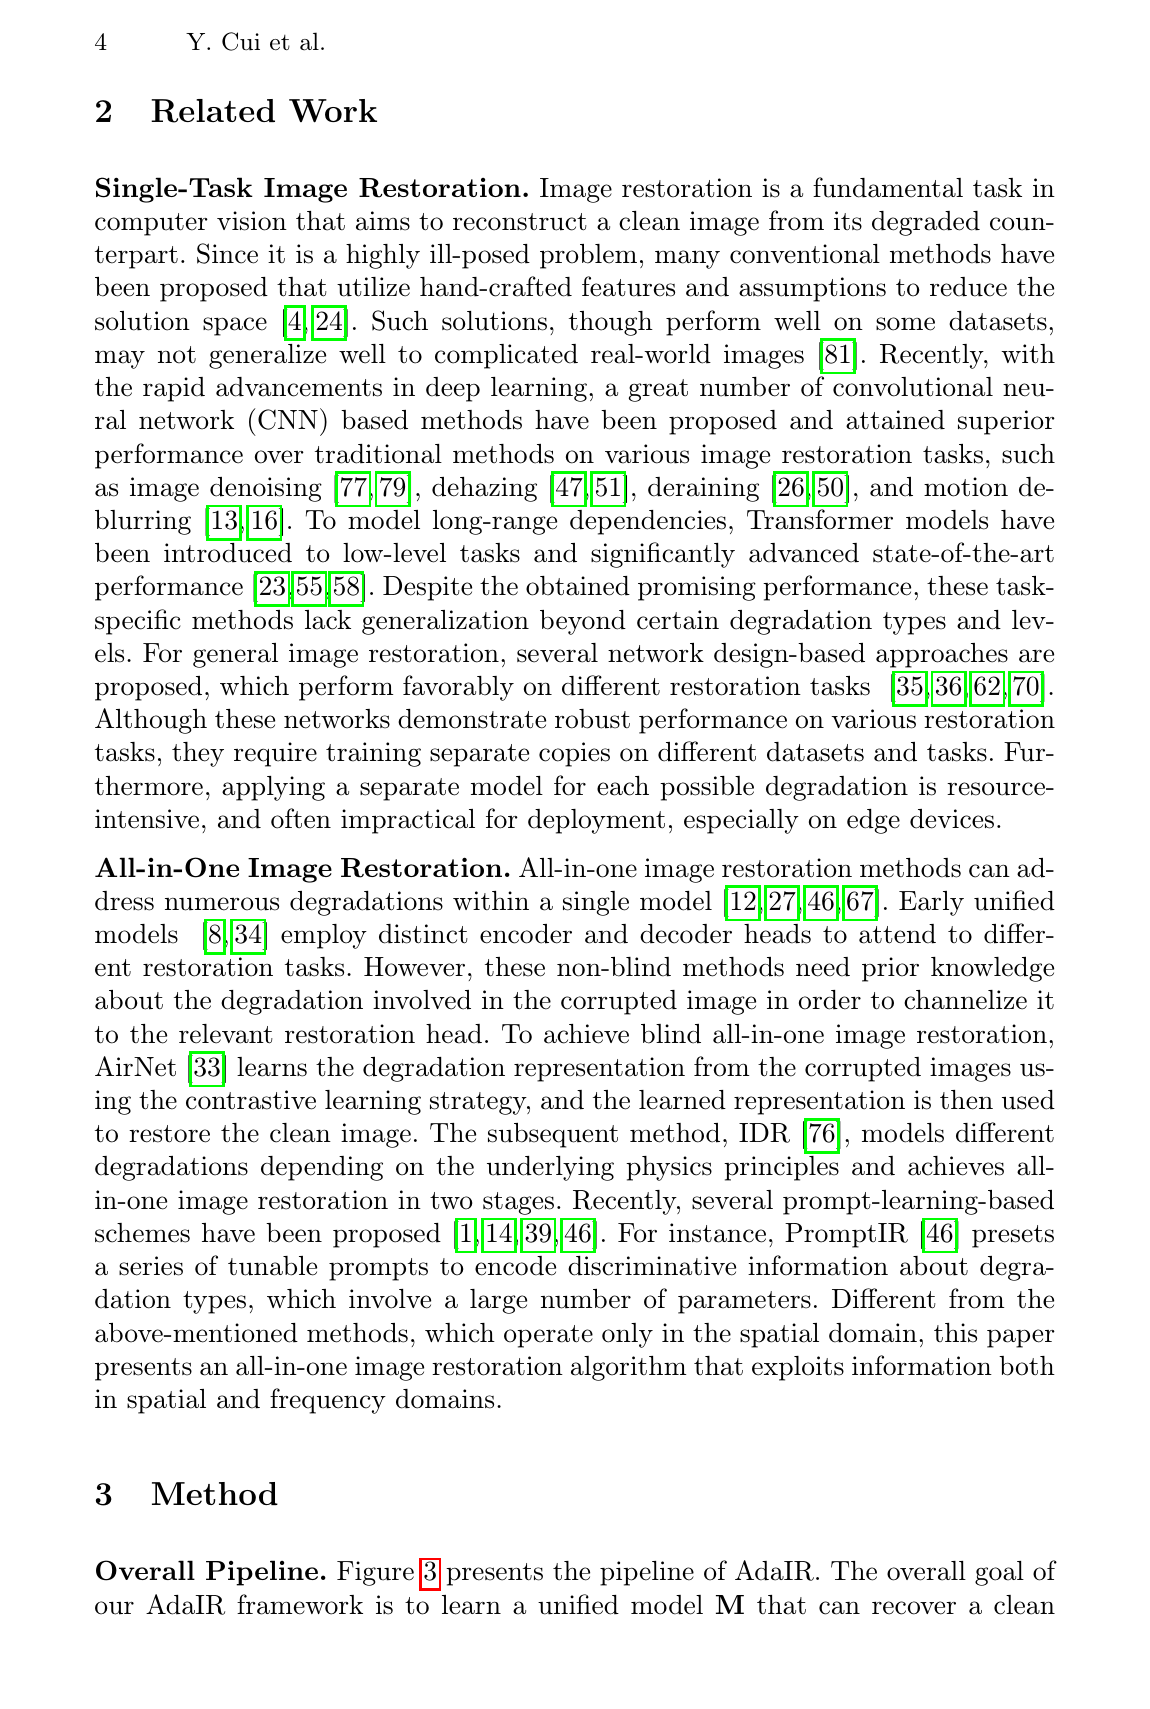 4 Y. Cui et al.
2 Related Work
Single-Task Image Restoration. Image restoration is a fundamental task in
computer vision that aims to reconstruct a clean image from its degraded coun-
terpart. Since it is a highly ill-posed problem, many conventional methods have
been proposed that utilize hand-crafted features and assumptions to reduce the
solution space [4,24]. Such solutions, though perform well on some datasets,
may not generalize well to complicated real-world images [81]. Recently, with
the rapid advancements in deep learning, a great number of convolutional neu-
ral network (CNN) based methods have been proposed and attained superior
performance over traditional methods on various image restoration tasks, such
as image denoising [77,79], dehazing [47,51], deraining [26,50], and motion de-
blurring [13,16]. To model long-range dependencies, Transformer models have
been introduced to low-level tasks and significantly advanced state-of-the-art
performance [23,55,58]. Despite the obtained promising performance, these task-
specific methods lack generalization beyond certain degradation types and lev-
els. For general image restoration, several network design-based approaches are
proposed, which perform favorably on different restoration tasks [35,36,62,70].
Although these networks demonstrate robust performance on various restoration
tasks, they require training separate copies on different datasets and tasks. Fur-
thermore, applying a separate model for each possible degradation is resource-
intensive, and often impractical for deployment, especially on edge devices.
All-in-One Image Restoration. All-in-one image restoration methods can ad-
dress numerous degradations within a single model [12,27,46,67]. Early unified
models [8,34] employ distinct encoder and decoder heads to attend to differ-
ent restoration tasks. However, these non-blind methods need prior knowledge
about the degradation involved in the corrupted image in order to channelize it
to the relevant restoration head. To achieve blind all-in-one image restoration,
AirNet [33] learns the degradation representation from the corrupted images us-
ing the contrastive learning strategy, and the learned representation is then used
to restore the clean image. The subsequent method, IDR [76], models different
degradations depending on the underlying physics principles and achieves all-
in-one image restoration in two stages. Recently, several prompt-learning-based
schemes have been proposed [1,14,39,46]. For instance, PromptIR [46] presets
a series of tunable prompts to encode discriminative information about degra-
dation types, which involve a large number of parameters. Different from the
above-mentioned methods, which operate only in the spatial domain, this paper
presents an all-in-one image restoration algorithm that exploits information both
in spatial and frequency domains.
3 Method
Overall Pipeline. Figure 3 presents the pipeline of AdaIR. The overall goal of
our AdaIR framework is to learn a unified model M that can recover a clean